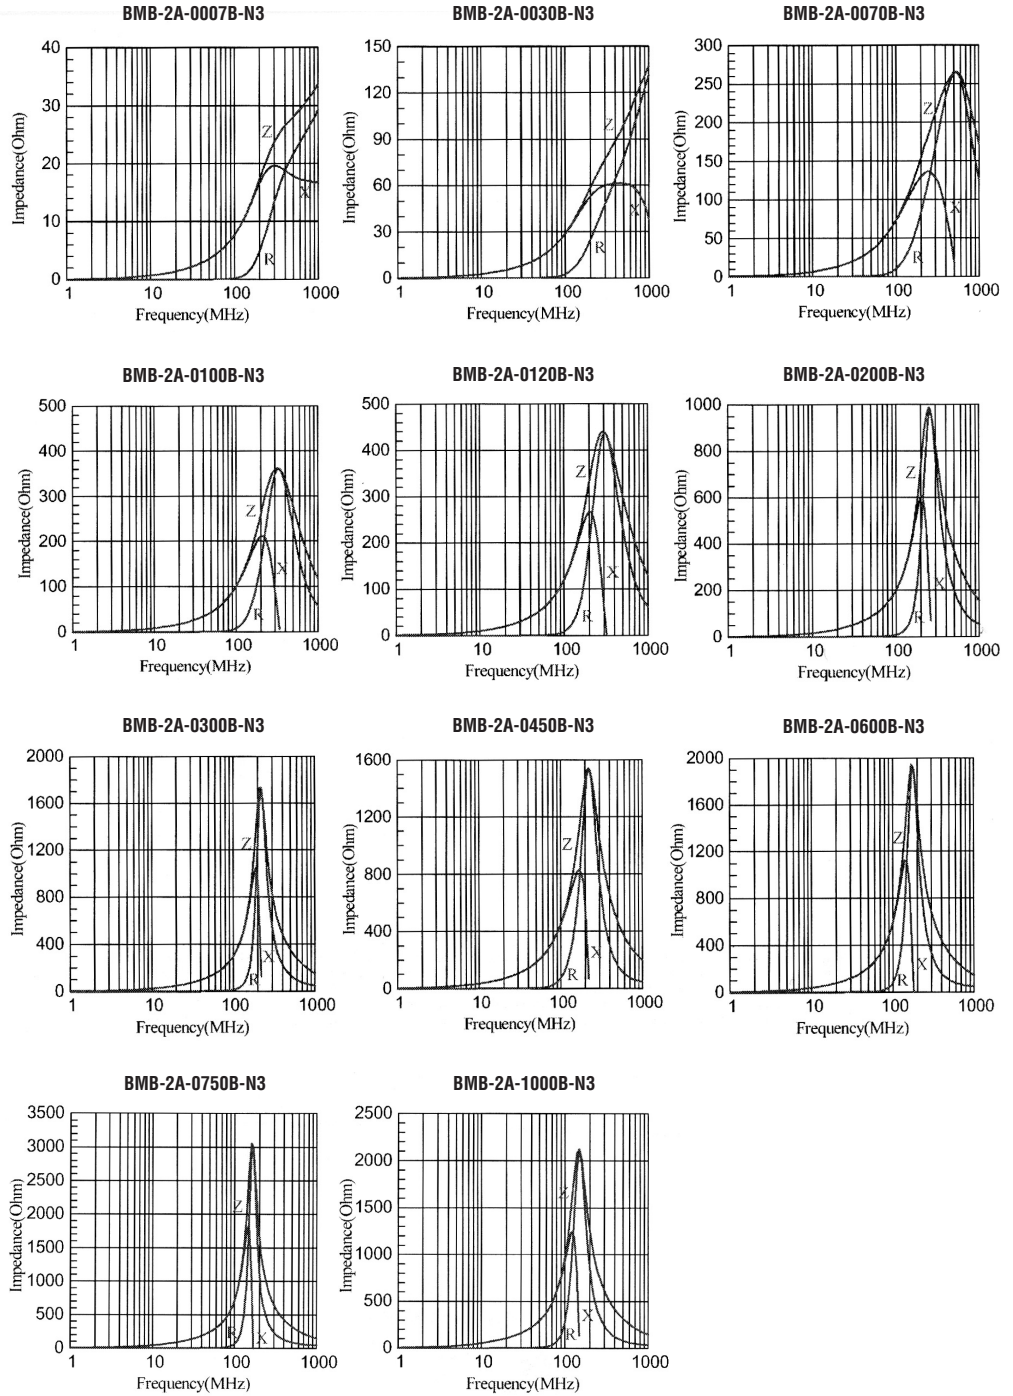 BMB-2A-0007B-N3
40
30
20
10
0
Impedance(Ohm)
Z
X
R
1 10 100 1000
Frequency(MHz)
BMB-2A-0030B-N3
150
120
90
60
30
0
Impedance(Ohm)
Z
X
R
1 10 100 1000
Frequency(MHz)
BMB-2A-0070B-N3
300
250
200
150
100
50
0
Impedance(Ohm)
Z
X
R
1 10 100 1000
Frequency(MHz)
BMB-2A-0100B-N3
500
400
300
200
100
0
Impedance(Ohm)
Z
X
R
1 10 100 1000
Frequency(MHz)
BMB-2A-0120B-N3
500
400
300
200
100
0
Impedance(Ohm)
Z
X
R
1 10 100 1000
Frequency(MHz)
BMB-2A-0200B-N3
1000
800
600
400
200
0
Impedance(Ohm)
Z
X
R
1 10 100 1000
Frequency(MHz)
BMB-2A-0300B-N3
2000
1600
1200
800
400
0
Impedance(Ohm)
Z
X
R
1 10 100 1000
Frequency(MHz)
BMB-2A-0450B-N3
1600
1200
800
400
0
Impedance(Ohm)
Z
X
R
1 10 100 1000
Frequency(MHz)
BMB-2A-0600B-N3
2000
1600
1200
800
400
0
Impedance(Ohm)
Z
X
R
1 10 100 1000
Frequency(MHz)
BMB-2A-0750B-N3
3500
3000
2500
2000
1500
1000
500
0
Impedance(Ohm)
Z
R X
1 10 100 1000
Frequency(MHz)
BMB-2A-1000B-N3
2500
2000
1500
1000
500
0
Impedance(Ohm)
Z
X
R
1 10 100 1000
Frequency(MHz)